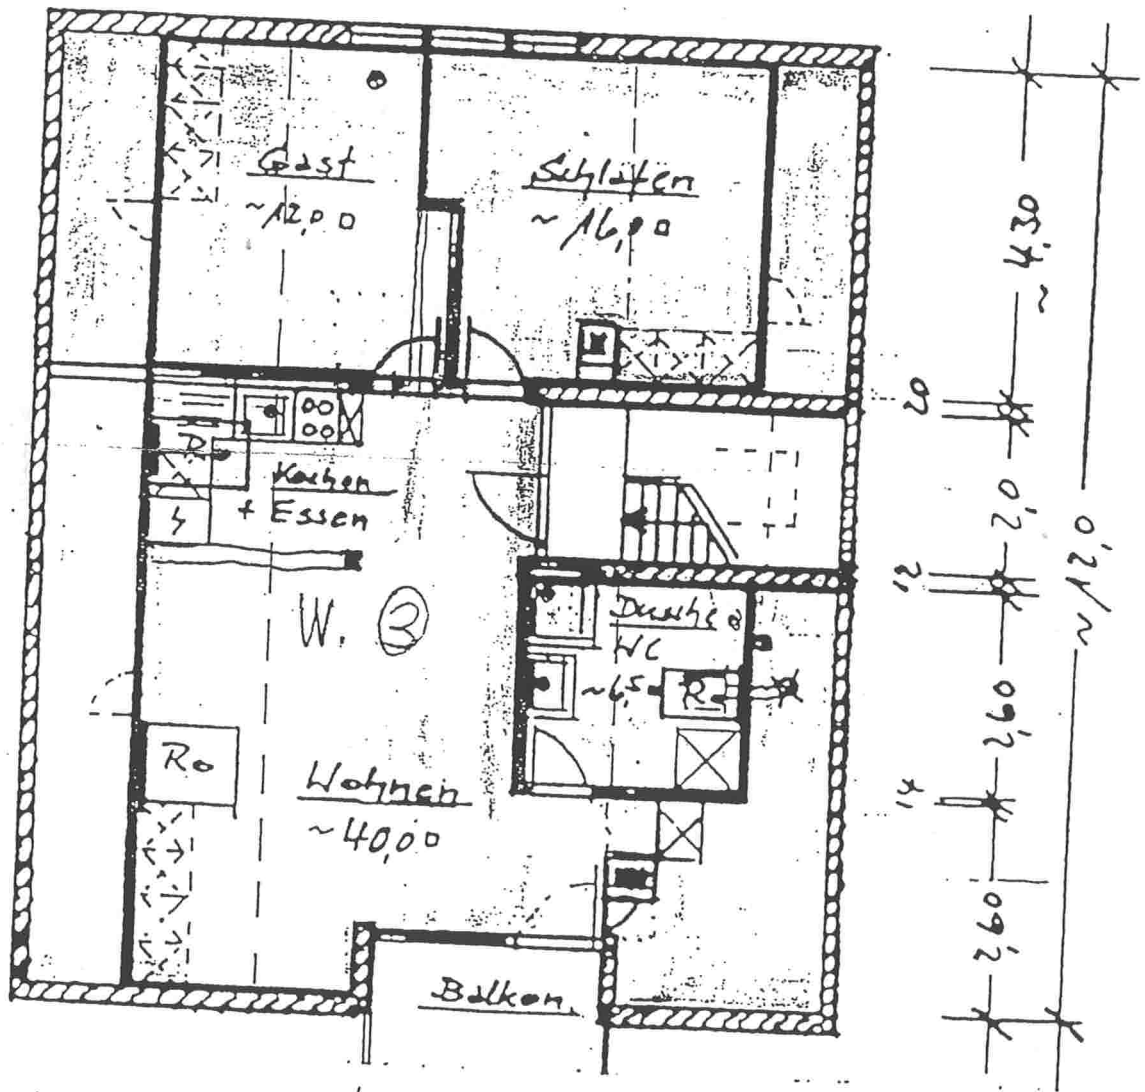 Gast
~12,00
Schlafen
~16,00
~4,30
20
Kochen
+ Essen
2,0
~12,0
12
W. 3
Dusche
WC
~6,5
R
2,60
Ro
Wohnen
~40,00
14
2,60
Balkon